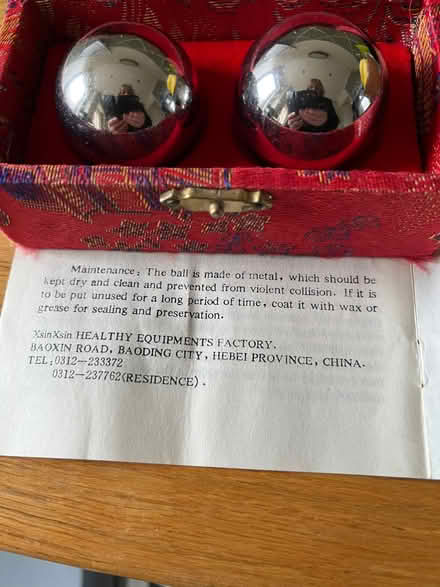 Maintenance: The ball is made of metal, which should be
kept dry and clean and prevented from violent collision. If it is
to be put unused for a long period of time, coat it with wax or
grease for sealing and preservation.
XsinXsin HEALTHY EQUIPMENTS FACTORY.
BAOXIN ROAD, BAODING CITY, HEBEI PROVINCE, CHINA.
TEL:0312—233372
0312—237762(RESIDENCE).